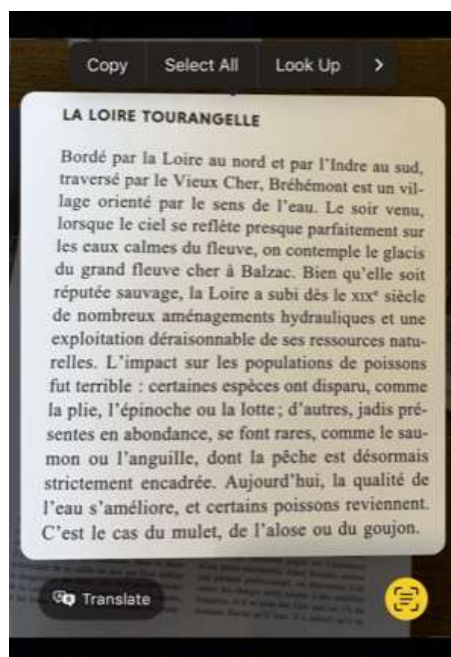 Copy Select All Look Up >
LA LOIRE TOURANGELLE
Bordé par la Loire au nord et par l'Indre au sud,
traversé par le Vieux Cher, Bréhémont est un vil-
lage orienté par le sens de l'eau. Le soir venu,
lorsque le ciel se reflète presque parfaitement sur
les eaux calmes du fleuve, on contemple le glacis
du grand fleuve cher à Balzac. Bien qu'elle soit
réputée sauvage, la Loire a subi dès le XIXᵉ siècle
de nombreux aménagements hydrauliques et une
exploitation déraisonnable de ses ressources natu-
relles. L'impact sur les populations de poissons
fut terrible : certaines espèces ont disparu, comme
la plie, l'épinoche ou la lotte ; d'autres, jadis pré-
sentes en abondance, se font rares, comme le sau-
mon ou l'anguille, dont la pêche est désormais
strictement encadrée. Aujourd'hui, la qualité de
l'eau s'améliore, et certains poissons reviennent.
C'est le cas du mulet, de l'alose ou du goujon.
Translate